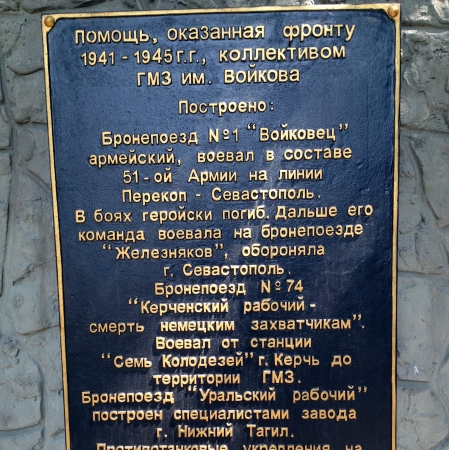 Помощь, оказанная фронту
1941 - 1945 г.г., коллективом
ГМЗ им. Войкова
Построено:
Бронепоезд №1 "Войковец"
армейский, воевал в составе
51-ой Армии на линии
Перекоп - Севастополь.
В боях геройски погиб. Дальше его
команда воевала на бронепоезде
"Железняков", обороняла
г. Севастополь.
Бронепоезд №74
"Керченский рабочий -
смерть немецким захватчикам".
Воевал от станции
"Семь Колодезей" г. Керчь до
территории ГМЗ.
Бронепоезд "Уральский рабочий"
построен специалистами завода
г. Нижний Тагил.
Противотанковые укрепления на